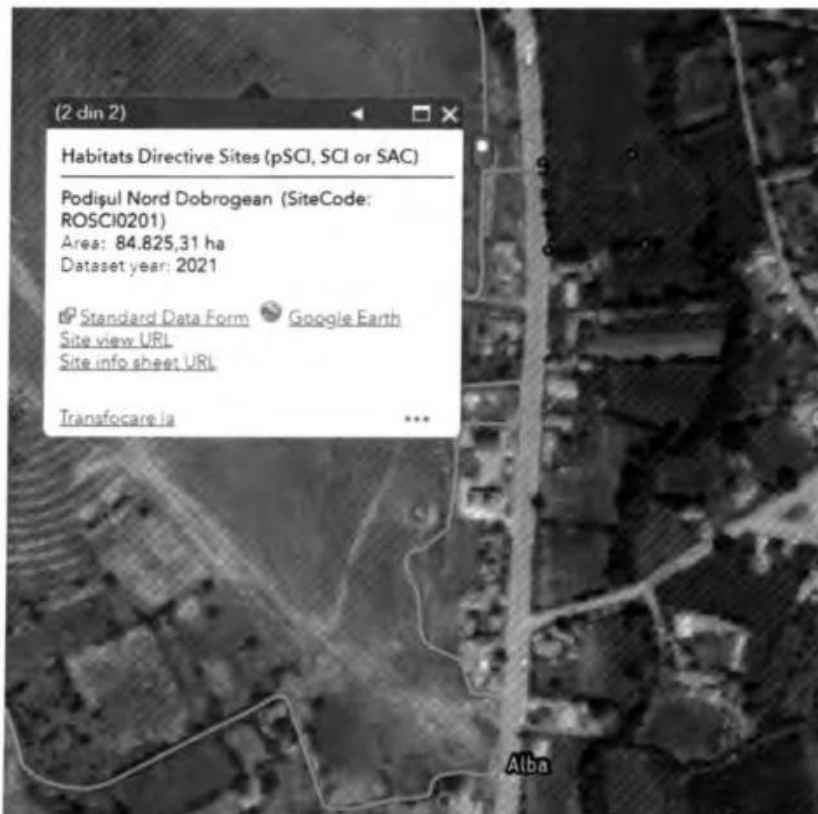 (2 din 2)
Habitats Directive Sites (pSCI, SCI or SAC)
Podișul Nord Dobrogean (SiteCode:
ROSCI0201)
Area: 84.825,31 ha
Dataset year: 2021
Standard Data Form Google Earth
Site view URL
Site info sheet URL
Transfocare la
Alba